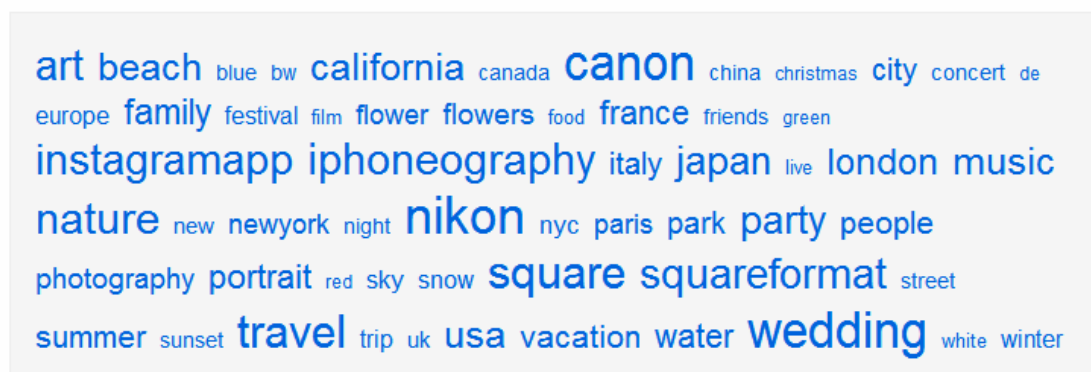 art beach blue bw california canada canon china christmas city concert de
europe family festival film flower flowers food france friends green
instagramapp iphoneography italy japan live london music
nature new newyork night nikon nyc paris park party people
photography portrait red sky snow square squareformat street
summer sunset travel trip uk usa vacation water wedding white winter